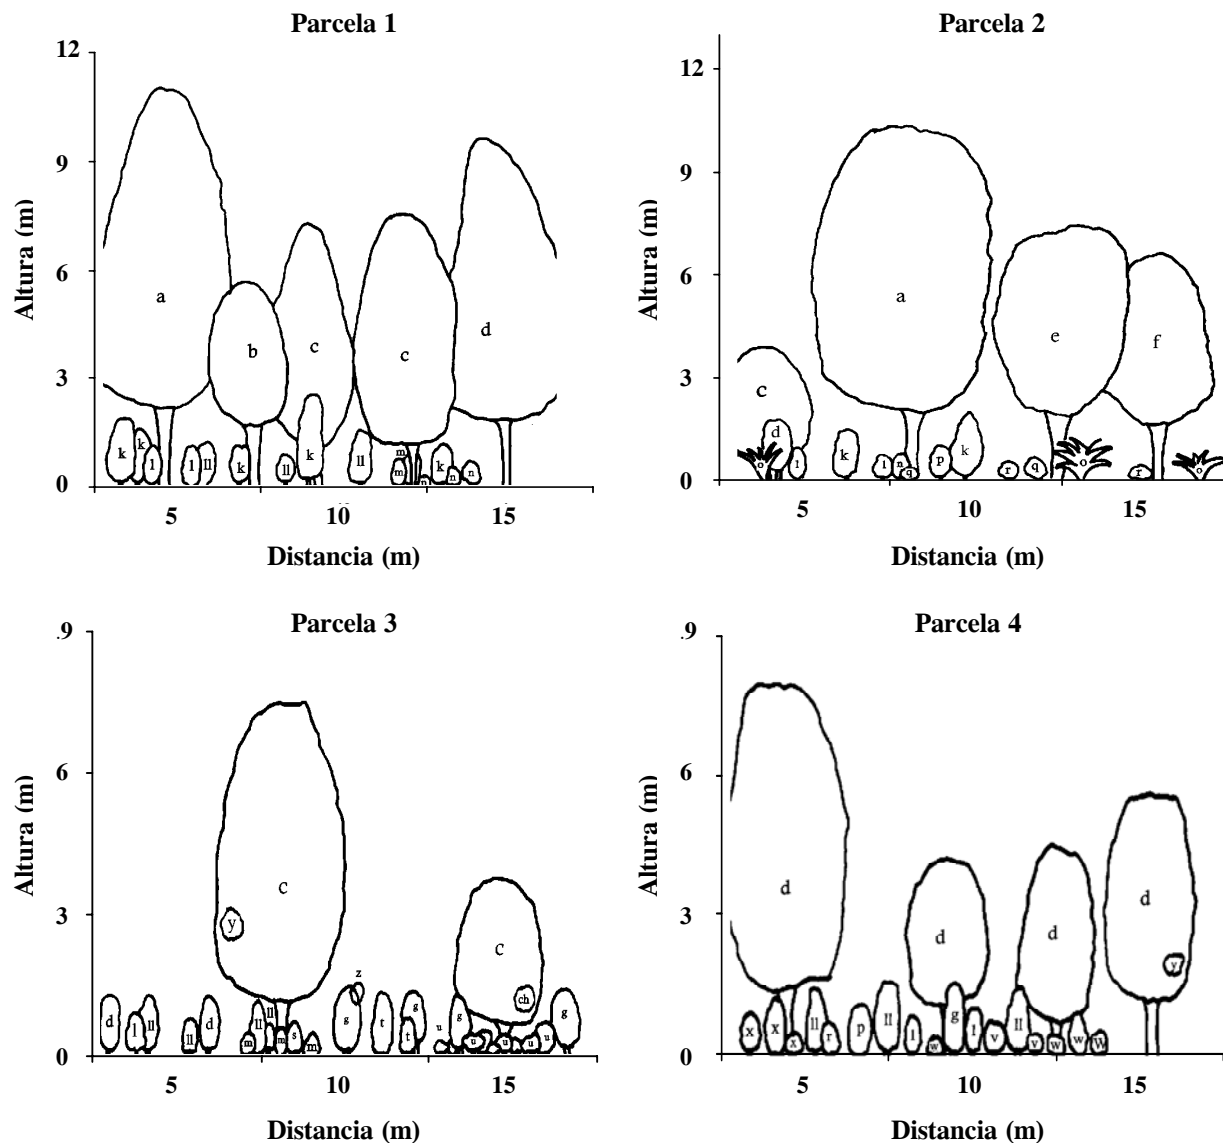 Parcela 1
12
9
6
3
0
Altura (m)
a
b
c
c
d
k
k
l
l
ll
k
ll
k
ll
m
m
n
k
n
n
5
10
15
Distancia (m)
Parcela 2
12
9
6
3
0
Altura (m)
c
a
e
f
d
o
l
k
l
n
q
p
k
r
q
o
r
o
5
10
15
Distancia (m)
Parcela 3
.9
6
3
0
Altura (m)
c
y
c
ch
z
d
l
ll
ll
d
m
ll
ll
m
s
m
g
t
g
t
u
g
u
u
u
u
g
5
10
15
Distancia (m)
Parcela 4
.9
6
3
0
Altura (m)
d
d
d
d
y
x
x
x
ll
r
p
ll
l
w
g
t
v
ll
v
w
w
w
5
10
15
Distancia (m)